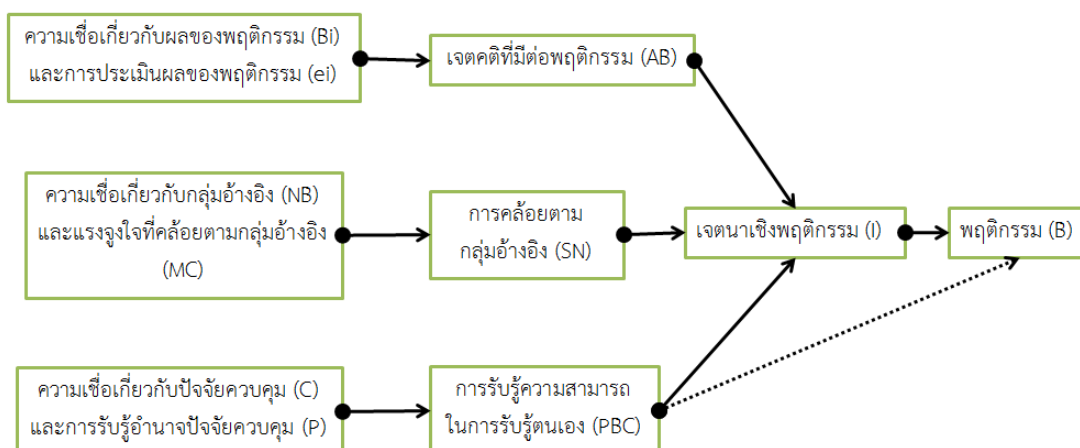 ความเชื่อเกี่ยวกับผลของพฤติกรรม (Bi)
และการประเมินผลของพฤติกรรม (ei)
เจตคติที่มีต่อพฤติกรรม (AB)
ความเชื่อเกี่ยวกับกลุ่มอ้างอิง (NB)
และแรงจูงใจที่คล้อยตามกลุ่มอ้างอิง
(MC)
การคล้อยตาม
กลุ่มอ้างอิง (SN)
เจตนาเชิงพฤติกรรม (I)
พฤติกรรม (B)
ความเชื่อเกี่ยวกับปัจจัยควบคุม (C)
และการรับรู้อำนาจปัจจัยควบคุม (P)
การรับรู้ความสามารถ
ในการรับรู้ตนเอง (PBC)